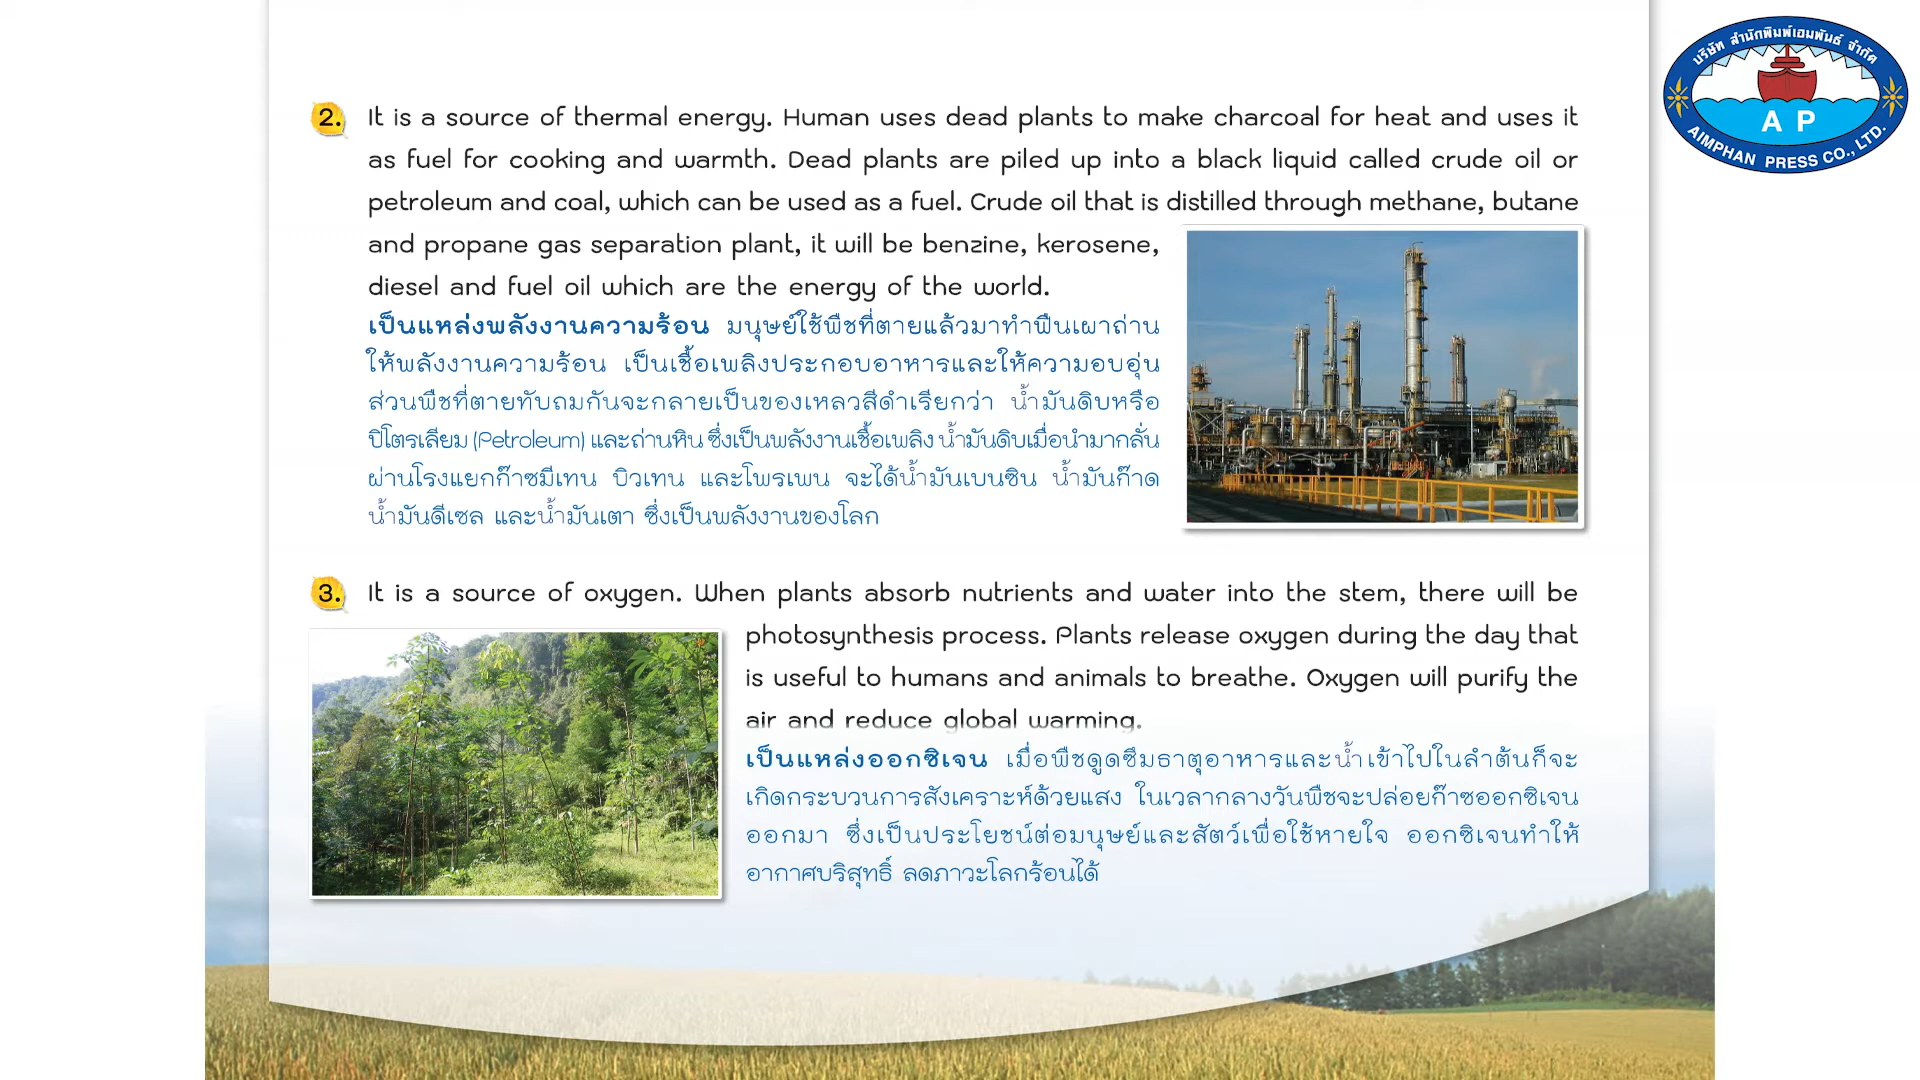 บริษัท สำนักพิมพ์เอมพันธ์ จำกัด
A P
AIMPHAN PRESS CO., LTD.
2. It is a source of thermal energy. Human uses dead plants to make charcoal for heat and uses it
as fuel for cooking and warmth. Dead plants are piled up into a black liquid called crude oil or
petroleum and coal, which can be used as a fuel. Crude oil that is distilled through methane, butane
and propane gas separation plant, it will be benzine, kerosene,
diesel and fuel oil which are the energy of the world.
เป็นแหล่งพลังงานความร้อน มนุษย์ใช้พืชที่ตายแล้วมาทำฟืนเผาถ่าน
ให้พลังงานความร้อน เป็นเชื้อเพลิงประกอบอาหารและให้ความอบอุ่น
ส่วนพืชที่ตายทับถมกันจะกลายเป็นของเหลวสีดำเรียกว่า น้ำมันดิบหรือ
ปิโตรเลียม (Petroleum) และถ่านหิน ซึ่งเป็นพลังงานเชื้อเพลิง น้ำมันดิบเมื่อนำมากลั่น
ผ่านโรงแยกก๊าซมีเทน บิวเทน และโพรเพน จะได้น้ำมันเบนซิน น้ำมันก๊าด
น้ำมันดีเซล และน้ำมันเตา ซึ่งเป็นพลังงานของโลก
3. It is a source of oxygen. When plants absorb nutrients and water into the stem, there will be
photosynthesis process. Plants release oxygen during the day that
is useful to humans and animals to breathe. Oxygen will purify the
air and reduce global warming.
เป็นแหล่งออกซิเจน เมื่อพืชดูดซึมธาตุอาหารและน้ำเข้าไปในลำต้นก็จะ
เกิดกระบวนการสังเคราะห์ด้วยแสง ในเวลากลางวันพืชจะปล่อยก๊าซออกซิเจน
ออกมา ซึ่งเป็นประโยชน์ต่อมนุษย์และสัตว์เพื่อใช้หายใจ ออกซิเจนทำให้
อากาศบริสุทธิ์ ลดภาวะโลกร้อนได้